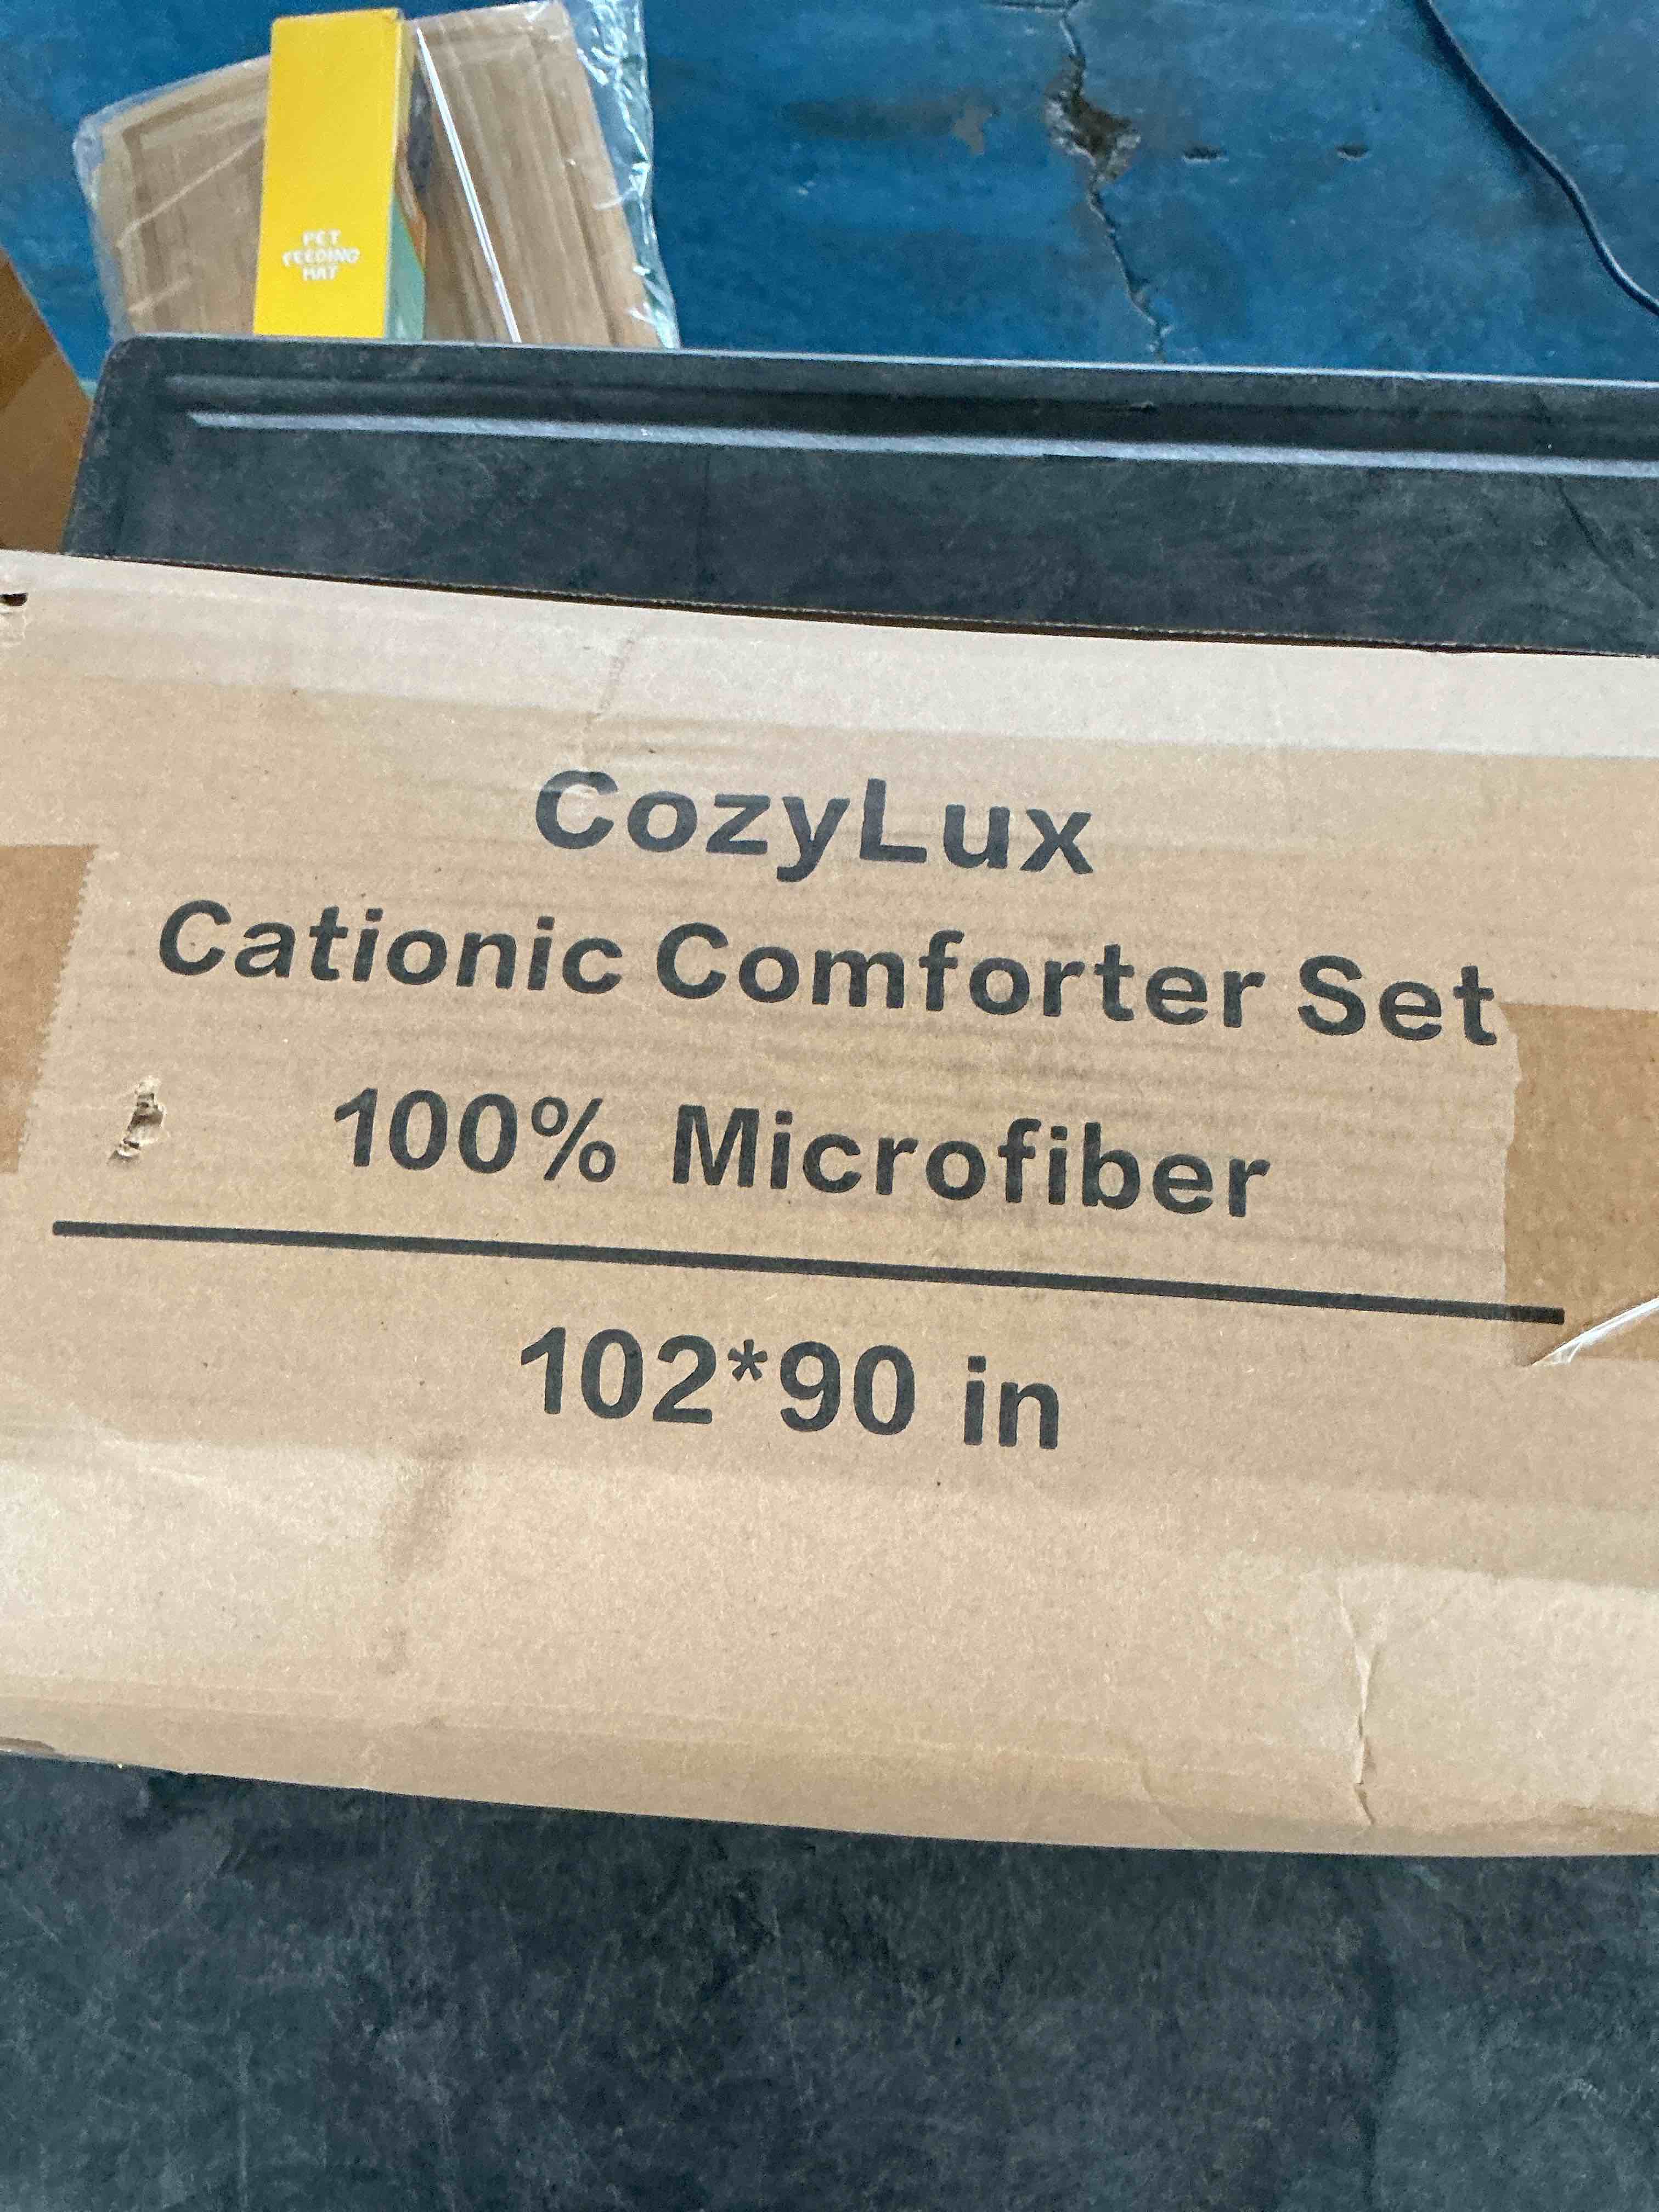 PET
FEEDING
MAT
CozyLux
Cationic Comforter Set
100% Microfiber
102*90 in